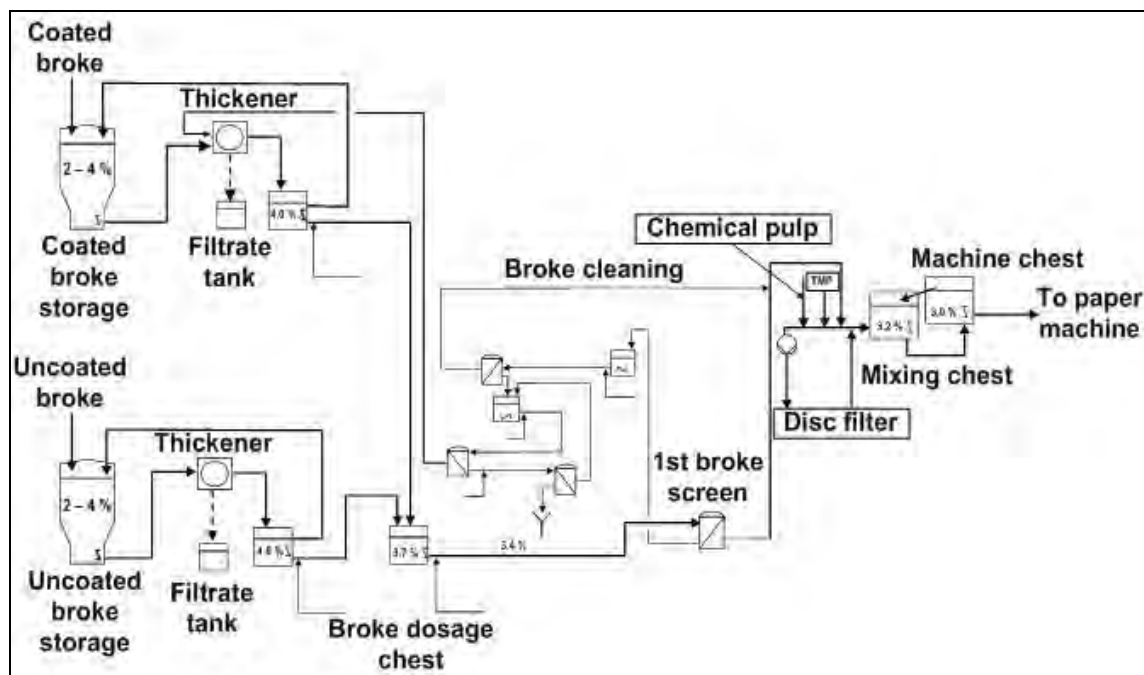 Coated
broke
Thickener
2 – 4 %
4.0 %
Coated
broke
storage
Filtrate
tank
Chemical pulp
Broke cleaning
TMP
Machine chest
3.2 %
3.0 %
To paper
machine
Mixing chest
Disc filter
Uncoated
broke
Thickener
2 – 4 %
1st broke
screen
3.7 %
3.4 %
Uncoated
broke
storage
Filtrate
tank
Broke dosage
chest